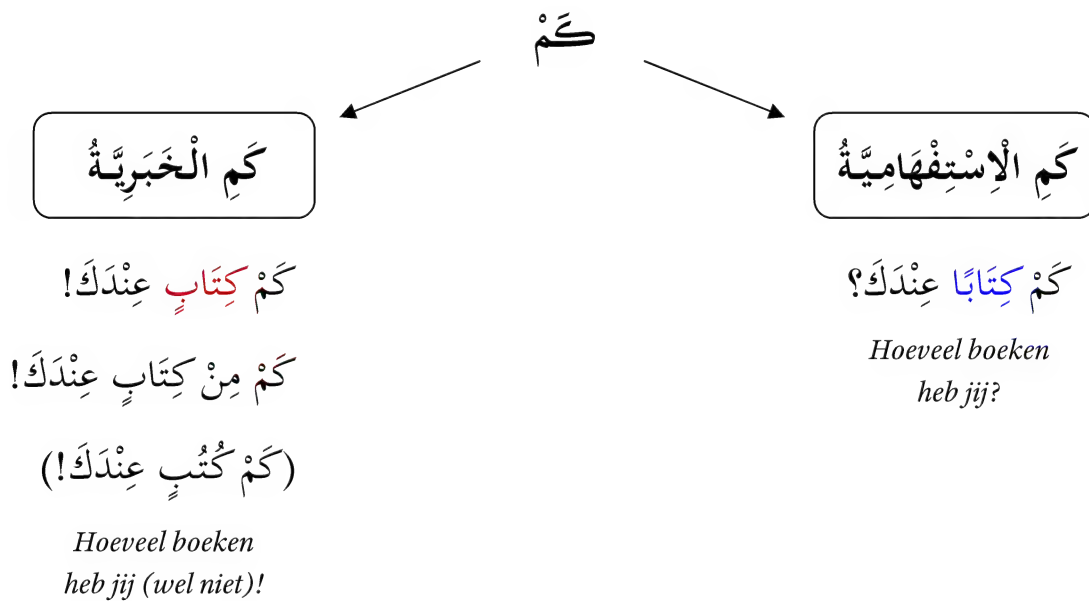 كَمْ
كَمِ الْاِسْتِفْهَامِيَّةُ
كَمْ كِتَابًا عِنْدَكَ؟
Hoeveel boeken
heb jij?
كَمِ الْخَبَرِيَّةُ
كَمْ كِتَابٍ عِنْدَكَ!
كَمْ مِنْ كِتَابٍ عِنْدَكَ!
(كَمْ كُتُبٍ عِنْدَكَ!)
Hoeveel boeken
heb jij (wel niet)!